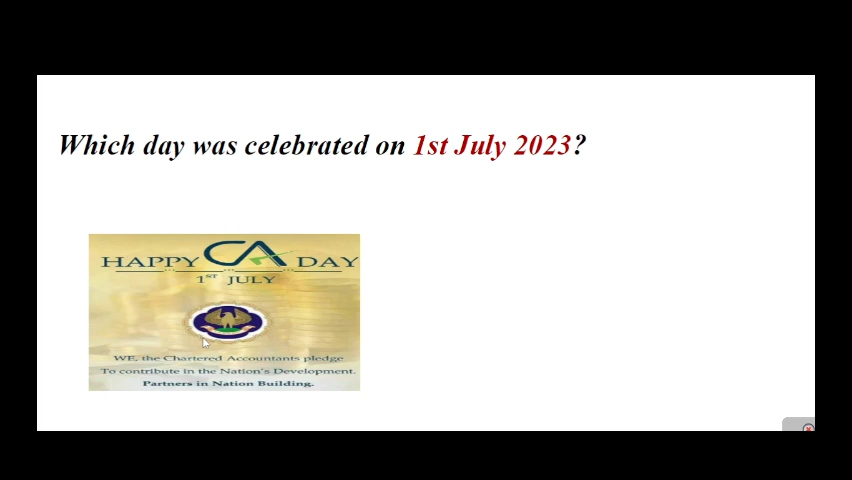 Which day was celebrated on 1st July 2023?
HAPPY CA DAY
1ST JULY
WE, the Chartered Accountants pledge
To contribute in the Nation's Development.
Partners in Nation Building.